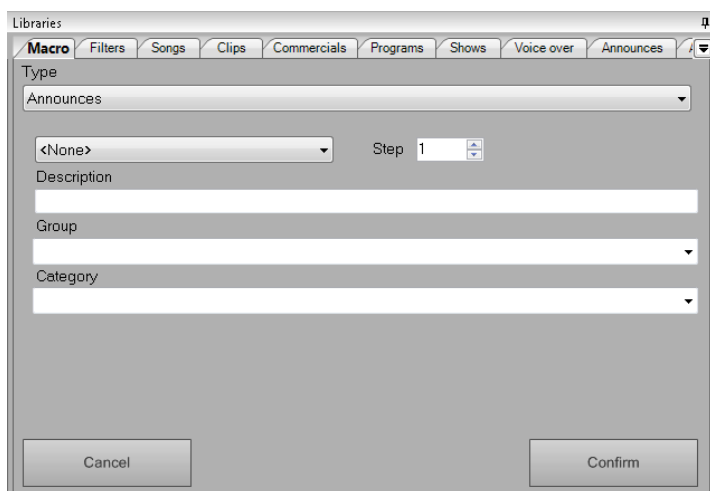 Libraries
Macro Filters Songs Clips Commercials Programs Shows Voice over Announces
Type
Announces
<None> Step 1
Description
Group
Category
Cancel Confirm